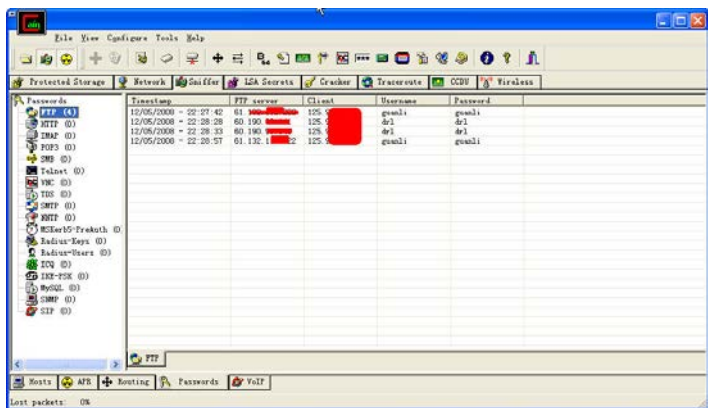 Cain
File View Configure Tools Help
Protected Storage Network Sniffer LSA Secrets Cracker Traceroute CCDU Wireless
Passwords
FTP (4)
HTTP (0)
IMAP (0)
POP3 (0)
SMB (0)
Telnet (0)
VNC (0)
TDS (0)
SMTP (0)
NNTP (0)
MSKerb5-PreAuth (0
Radius-Keys (0)
Radius-Users (0)
ICQ (0)
IKE-PSK (0)
MySQL (0)
SNMP (0)
SIP (0)
Timestamp FTP server Client Username Password
12/05/2008 - 22:27:42 61. 125.9 guanli guanli
12/05/2008 - 22:28:28 60.190. 125.9 drl drl
12/05/2008 - 22:28:33 60.190. 125.9 drl drl
12/05/2008 - 22:28:57 61.132.1 22 125.9 guanli guanli
FTP
Hosts APR Routing Passwords VoIP
Lost packets: 0%